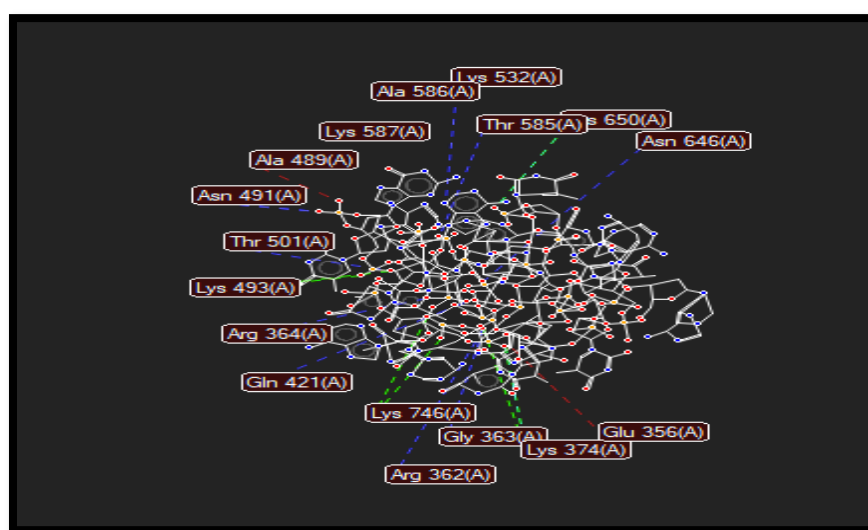 Lys 532(A)
Ala 586(A)
650(A)
Thr 585(A)
Lys 587(A)
Asn 646(A)
Ala 489(A)
Asn 491(A)
Thr 501(A)
Lys 493(A)
Arg 364(A)
Gln 421(A)
Lys 746(A)
Glu 356(A)
Gly 363(A)
Lys 374(A)
Arg 362(A)